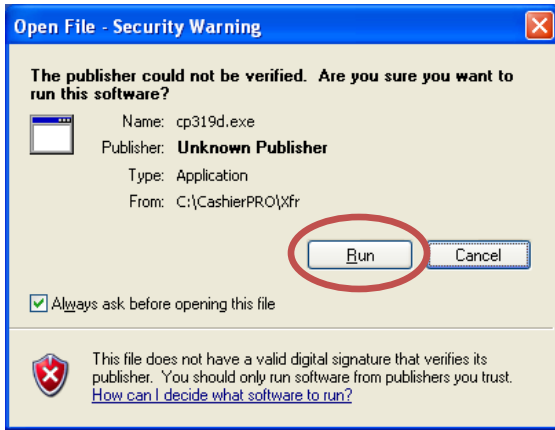 Open File - Security Warning
The publisher could not be verified.  Are you sure you want to
run this software?
Name: cp319d.exe
Publisher: Unknown Publisher
Type: Application
From: C:\CashierPRO\Xfr
Run Cancel
Always ask before opening this file
This file does not have a valid digital signature that verifies its
publisher.  You should only run software from publishers you trust.
How can I decide what software to run?